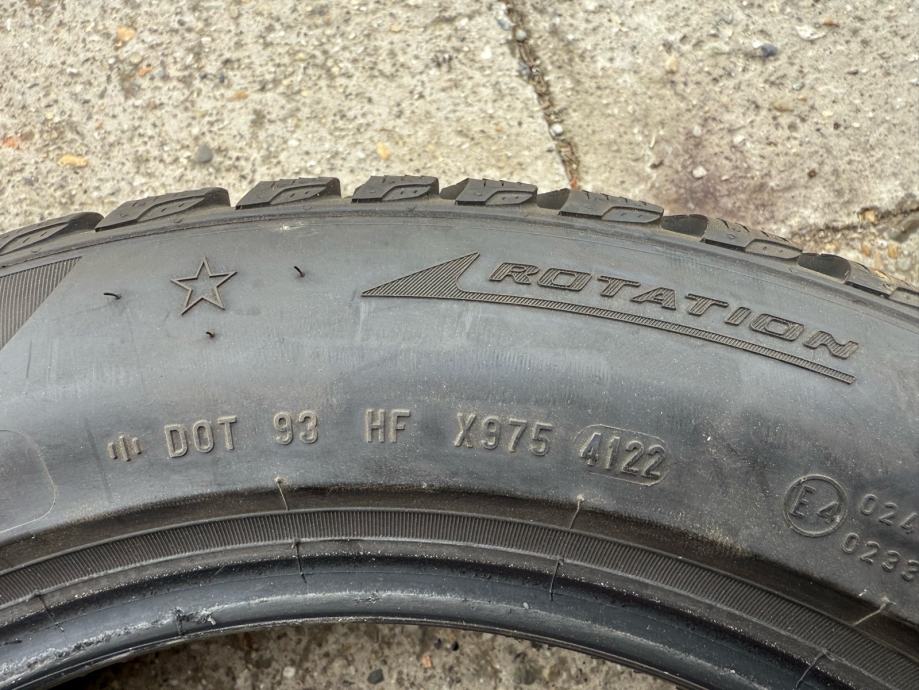 ROTATION
DOT 93 HF X975 4122
E4 024
0233